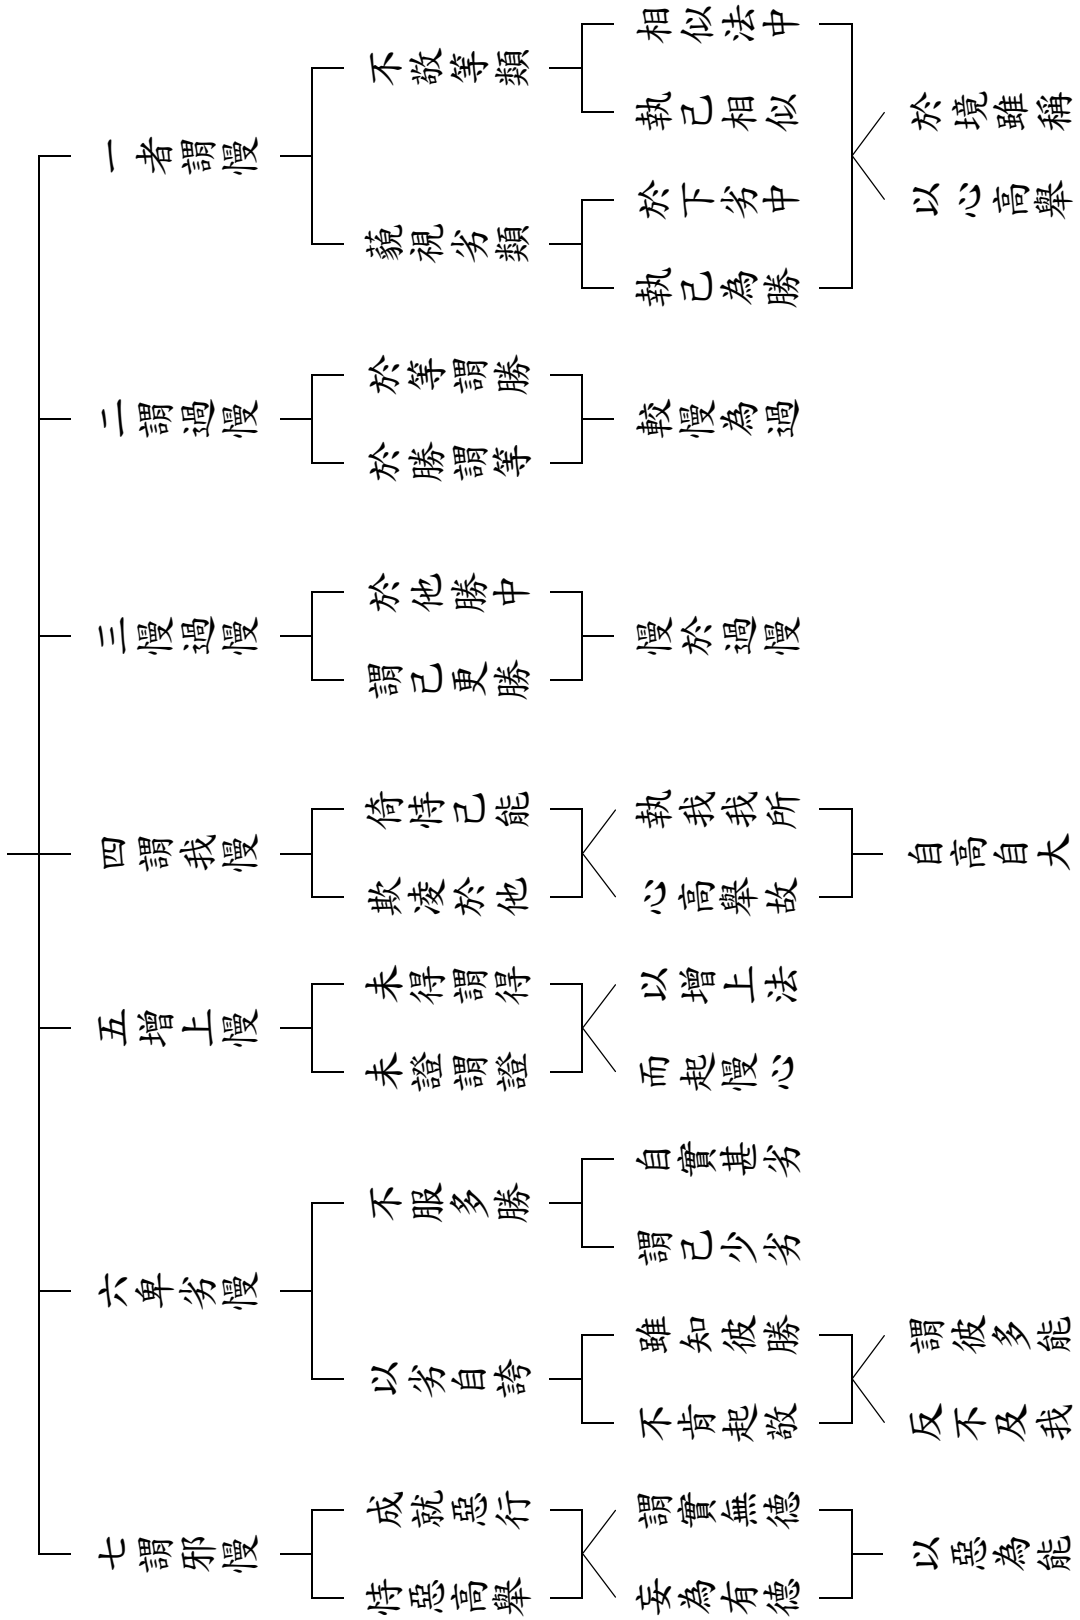 一者謂慢
不敬等類
相似法中
執己相似
藐視劣類
於下劣中
執己為勝
於境雖稱
以心高舉
二謂過慢
於等謂勝
於勝謂等
較慢為過
三慢過慢
於他勝中
謂己更勝
慢於過慢
四謂我慢
倚恃己能
欺凌於他
執我我所
心高舉故
自高自大
五增上慢
未得謂得
未證謂證
以增上法
而起慢心
六卑劣慢
不服多勝
自實甚劣
謂己少劣
以劣自誇
雖知彼勝
不肯起敬
謂彼多能
反不及我
七謂邪慢
成就惡行
恃惡高舉
謂實無德
妄為有德
以惡為能